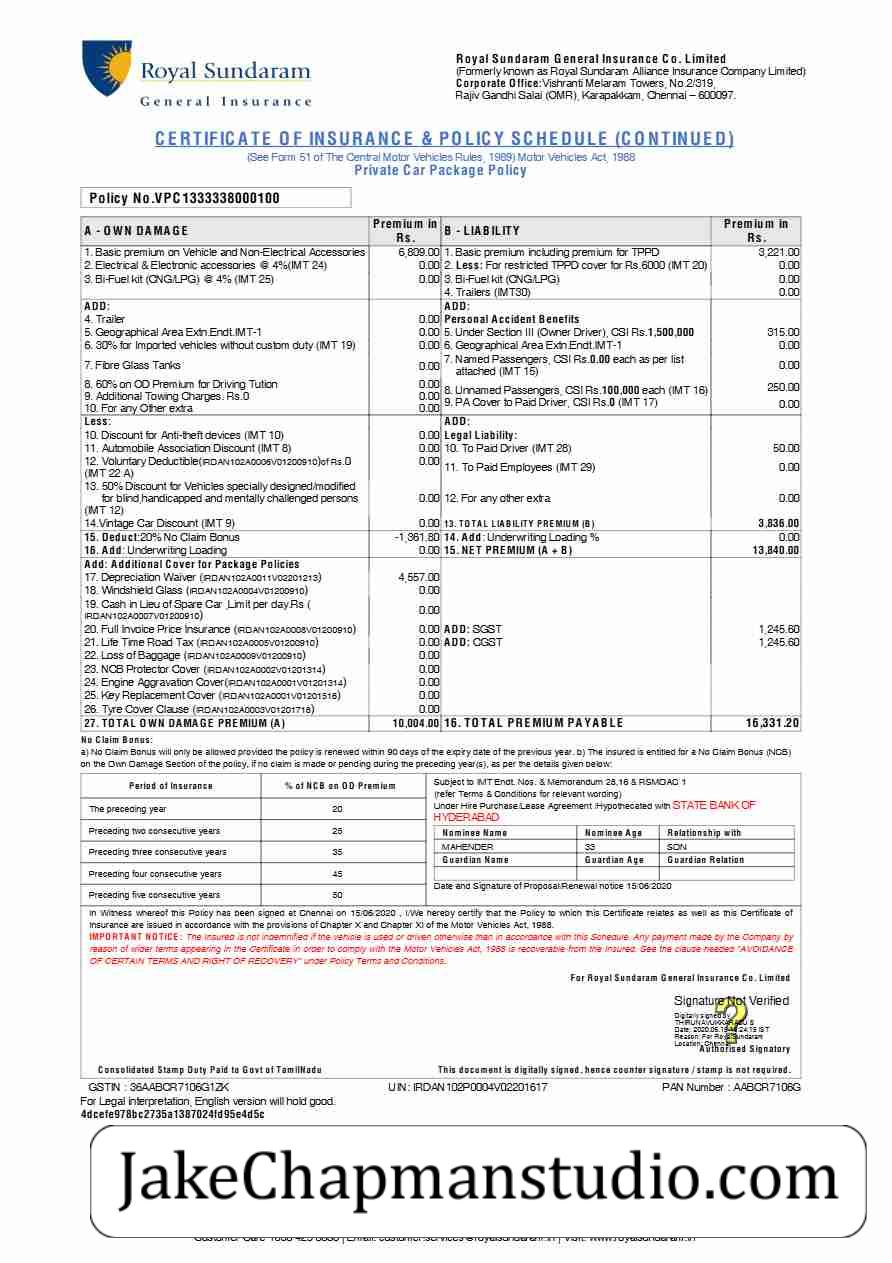 Royal Sundaram
General Insurance
Royal Sundaram General Insurance Co. Limited
(Formerly known as Royal Sundaram Alliance Insurance Company Limited)
Corporate Office:Vishranti Melaram Towers, No.2/319,
Rajiv Gandhi Salai (OMR), Karapakkam, Chennai – 600097.
CERTIFICATE OF INSURANCE & POLICY SCHEDULE (CONTINUED)
(See Form 51 of The Central Motor Vehicles Rules, 1989) Motor Vehicles Act, 1988
Private Car Package Policy
Policy No.VPC1333338000100
A - OWN DAMAGE Premium in Rs. B - LIABILITY Premium in Rs.
1. Basic premium on Vehicle and Non-Electrical Accessories 6,809.00 1. Basic premium including premium for TPPD 3,221.00
2. Electrical & Electronic accessories @ 4%(IMT 24) 0.00 2. Less: For restricted TPPD cover for Rs.6000 (IMT 20) 0.00
3. Bi-Fuel kit (CNG/LPG) @ 4% (IMT 25) 0.00 3. Bi-Fuel kit (CNG/LPG) 0.00
4. Trailers (IMT30) 0.00
ADD: ADD:
4. Trailer 0.00 Personal Accident Benefits
5. Geographical Area Extn.Endt.IMT-1 0.00 5. Under Section III (Owner Driver), CSI Rs.1,500,000 315.00
6. 30% for Imported vehicles without custom duty (IMT 19) 0.00 6. Geographical Area Extn.Endt.IMT-1 0.00
7. Fibre Glass Tanks 0.00 7. Named Passengers, CSI Rs.0.00 each as per list
attached (IMT 15) 0.00
8. 60% on OD Premium for Driving Tution 0.00 8. Unnamed Passengers, CSI Rs.100,000 each (IMT 16) 250.00
9. Additional Towing Charges. Rs.0 0.00 9. PA Cover to Paid Driver, CSI Rs.0 (IMT 17) 0.00
10. For any Other extra 0.00
Less: ADD:
10. Discount for Anti-theft devices (IMT 10) 0.00 Legal Liability:
11. Automobile Association Discount (IMT 8) 0.00 10. To Paid Driver (IMT 28) 50.00
12. Voluntary Deductible(IRDAN102A0006V01200910)of Rs.0 0.00 11. To Paid Employees (IMT 29) 0.00
(IMT 22 A)
13. 50% Discount for Vehicles specially designed/modified
for blind,handicapped and mentally challenged persons 0.00 12. For any other extra 0.00
(IMT 12)
14.Vintage Car Discount (IMT 9) 0.00 13. TOTAL LIABILITY PREMIUM (B) 3,836.00
15. Deduct:20% No Claim Bonus -1,361.80 14. Add: Underwriting Loading % 0.00
16. Add: Underwriting Loading 0.00 15. NET PREMIUM (A + B) 13,840.00
Add: Additional Cover for Package Policies
17. Depreciation Waiver (IRDAN102A0011V02201213) 4,557.00
18. Windshield Glass (IRDAN102A0004V01200910) 0.00
19. Cash in Lieu of Spare Car ,Limit per day.Rs (
IRDAN102A0007V01200910) 0.00
20. Full Invoice Price Insurance (IRDAN102A0008V01200910) 0.00 ADD: SGST 1,245.60
21. Life Time Road Tax (IRDAN102A0005V01200910) 0.00 ADD: CGST 1,245.60
22. Loss of Baggage (IRDAN102A0009V01200910) 0.00
23. NCB Protector Cover (IRDAN102A0002V01201314) 0.00
24. Engine Aggravation Cover(IRDAN102A0001V01201314) 0.00
25. Key Replacement Cover (IRDAN102A0001V01201516) 0.00
26. Tyre Cover Clause (IRDAN102A0003V01201718) 0.00
27. TOTAL OWN DAMAGE PREMIUM (A) 10,004.00 16. TOTAL PREMIUM PAYABLE 16,331.20
No Claim Bonus:
a) No Claim Bonus will only be allowed provided the policy is renewed within 90 days of the expiry date of the previous year. b) The insured is entitled for a No Claim Bonus (NCB)
on the Own Damage Section of the policy, if no claim is made or pending during the preceding year(s), as per the details given below:
Period of Insurance % of NCB on OD Premium
The preceding year 20
Preceding two consecutive years 25
Preceding three consecutive years 35
Preceding four consecutive years 45
Preceding five consecutive years 50
Subject to IMT Endt. Nos. & Memorandum 28,16 & RSMDAC 1
(refer Terms & Conditions for relevant wording)
Under Hire Purchase/Lease Agreement /Hypothecated with STATE BANK OF
HYDERABAD
Nominee Name Nominee Age Relationship with
MAHENDER 33 SON
Guardian Name Guardian Age Guardian Relation
Date and Signature of Proposal/Renewal notice 15/06/2020
In Witness whereof this Policy has been signed at Chennai on 15/06/2020 , I/We hereby certify that the Policy to which this Certificate relates as well as this Certificate of
Insurance are issued in accordance with the provisions of Chapter X and Chapter XI of the Motor Vehicles Act, 1988.
IMPORTANT NOTICE: The Insured is not indemnified if the vehicle is used or driven otherwise than in accordance with this Schedule. Any payment made by the Company by
reason of wider terms appearing in the Certificate in order to comply with the Motor Vehicles Act, 1988 is recoverable from the insured. See the clause headed "AVOIDANCE
OF CERTAIN TERMS AND RIGHT OF RECOVERY" under Policy Terms and Conditions.
For Royal Sundaram General Insurance Co. Limited
Signature Not Verified
?
Digitally signed by
THIRUNAVUKKARASU S
Date: 2020.06.15 :24:15 IST
Reason: For Royal Sundaram
Location: Chennai
Authorised Signatory
Consolidated Stamp Duty Paid to Govt of TamilNadu This document is digitally signed, hence counter signature / stamp is not required.
GSTIN : 36AABCR7106G1ZK UIN: IRDAN102P0004V02201617 PAN Number : AABCR7106G
For Legal interpretation, English version will hold good.
4dcefe978bc2735a1387024fd95e4d5c
JakeChapmanstudio.com